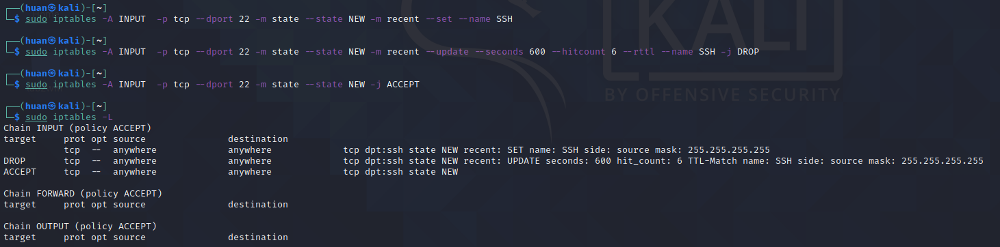 ┌──(huan㉿kali)-[~]
└─$ sudo iptables -A INPUT  -p tcp --dport 22 -m state --state NEW -m recent --set --name SSH
┌──(huan㉿kali)-[~]
└─$ sudo iptables -A INPUT  -p tcp --dport 22 -m state --state NEW -m recent --update --seconds 600 --hitcount 6 --rttl --name SSH -j DROP
┌──(huan㉿kali)-[~]
└─$ sudo iptables -A INPUT  -p tcp --dport 22 -m state --state NEW -j ACCEPT
┌──(huan㉿kali)-[~]
└─$ sudo iptables -L
Chain INPUT (policy ACCEPT)
target     prot opt source               destination
           tcp  --  anywhere             anywhere             tcp dpt:ssh state NEW recent: SET name: SSH side: source mask: 255.255.255.255
DROP       tcp  --  anywhere             anywhere             tcp dpt:ssh state NEW recent: UPDATE seconds: 600 hit_count: 6 TTL-Match name: SSH side: source mask: 255.255.255.255
ACCEPT     tcp  --  anywhere             anywhere             tcp dpt:ssh state NEW
Chain FORWARD (policy ACCEPT)
target     prot opt source               destination
Chain OUTPUT (policy ACCEPT)
target     prot opt source               destination
KALI
BY OFFENSIVE SECURITY